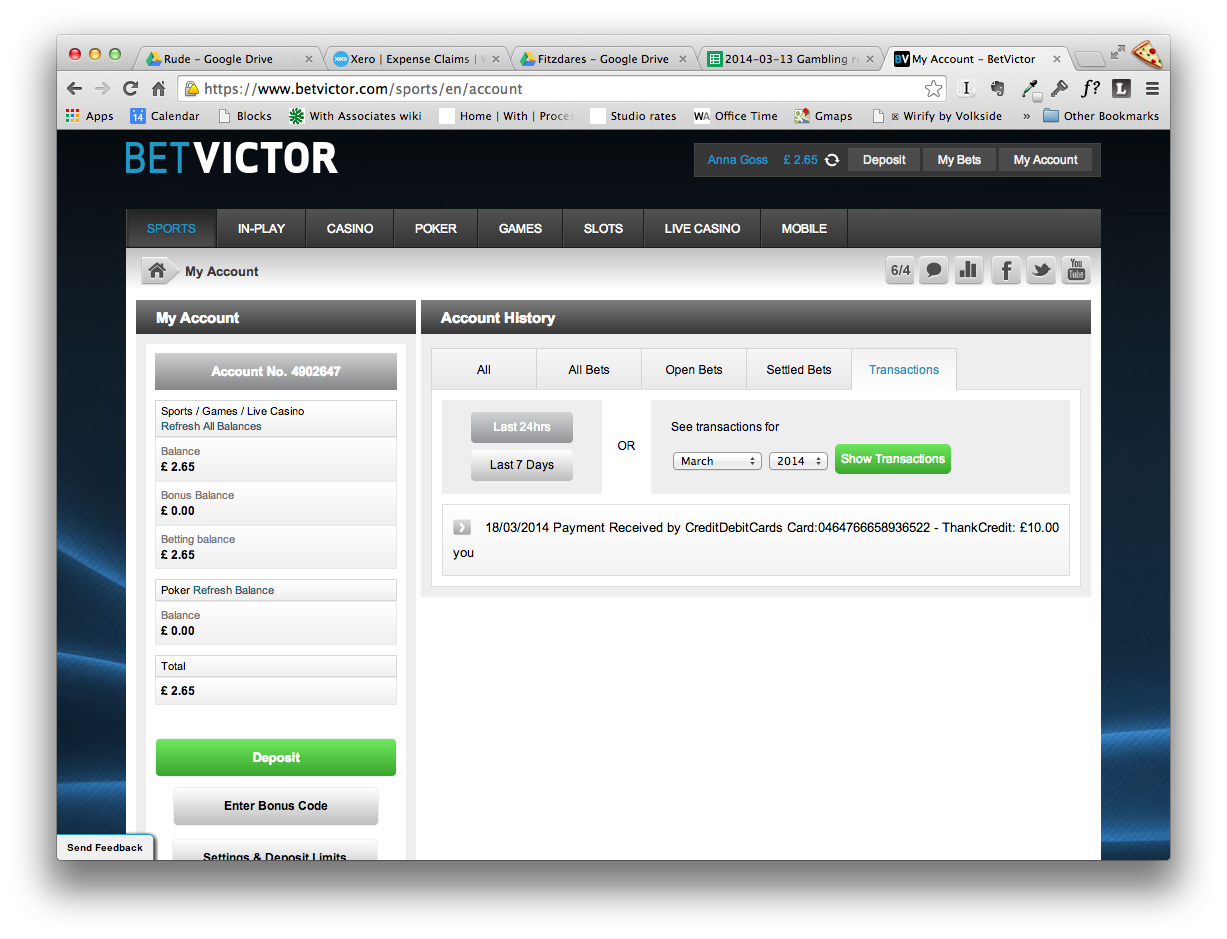 Rude – Google Drive
Xero | Expense Claims |
Fitzdares – Google Drive
2014-03-13 Gambling
BV My Account – BetVictor
https://www.betvictor.com/sports/en/account
I
f?
L
Apps
14 Calendar
Blocks
With Associates wiki
Home | With | Proces
Studio rates
WA Office Time
Gmaps
Wirify by Volkside
»
Other Bookmarks
BETVICTOR
Anna Goss £ 2.65 Deposit My Bets My Account
SPORTS IN-PLAY CASINO POKER GAMES SLOTS LIVE CASINO MOBILE
My Account
6/4
f
You Tube
My Account
Account No. 4902647
Sports / Games / Live Casino
Refresh All Balances
Balance
£ 2.65
Bonus Balance
£ 0.00
Betting balance
£ 2.65
Poker Refresh Balance
Balance
£ 0.00
Total
£ 2.65
Deposit
Enter Bonus Code
Settings & Deposit Limits
Send Feedback
Account History
All All Bets Open Bets Settled Bets Transactions
Last 24hrs
Last 7 Days
OR
See transactions for
March 2014 Show Transactions
18/03/2014 Payment Received by CreditDebitCards Card:0464766658936522 - ThankCredit: £10.00
you